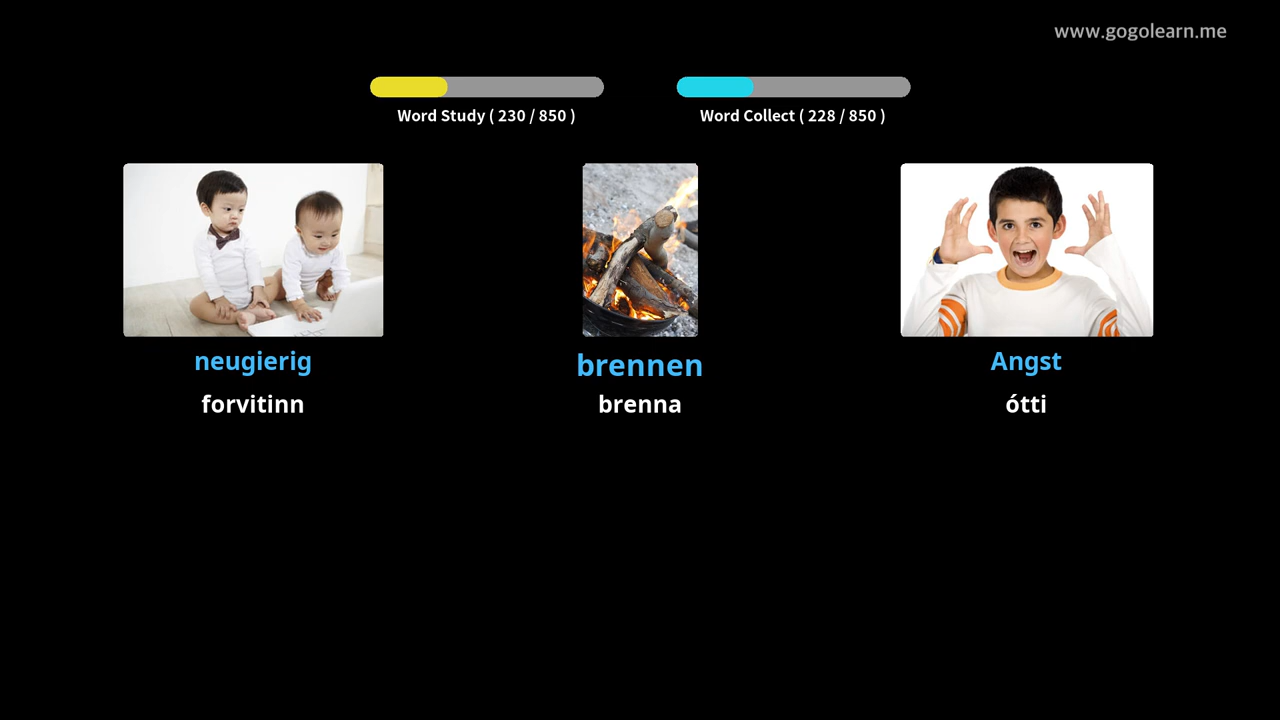 www.gogolearn.me
Word Study ( 230 / 850 )
Word Collect ( 228 / 850 )
neugierig
brennen
Angst
forvitinn
brenna
ótti